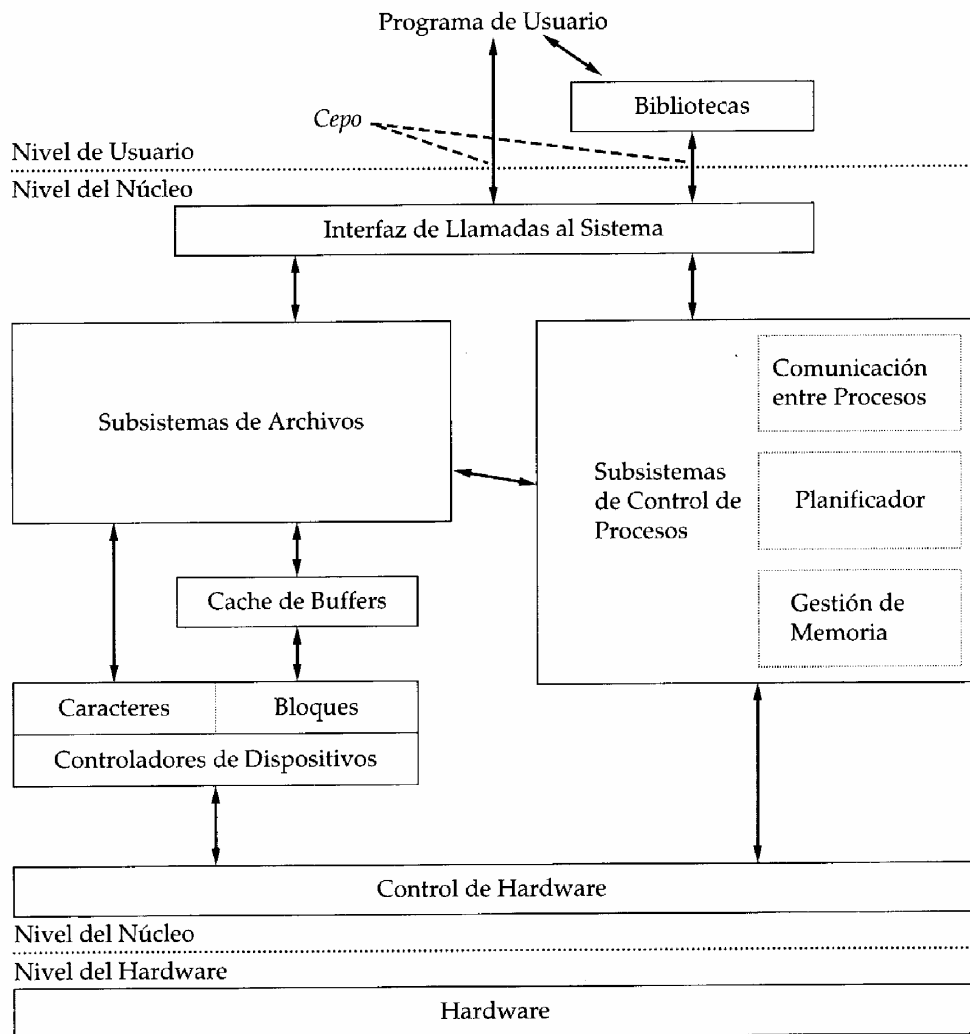 Programa de Usuario
Bibliotecas
Cepo
Nivel de Usuario
Nivel del Núcleo
Interfaz de Llamadas al Sistema
Subsistemas de Archivos
Comunicación
entre Procesos
Subsistemas
de Control de
Procesos
Planificador
Gestión de
Memoria
Cache de Buffers
Caracteres
Bloques
Controladores de Dispositivos
Control de Hardware
Nivel del Núcleo
Nivel del Hardware
Hardware